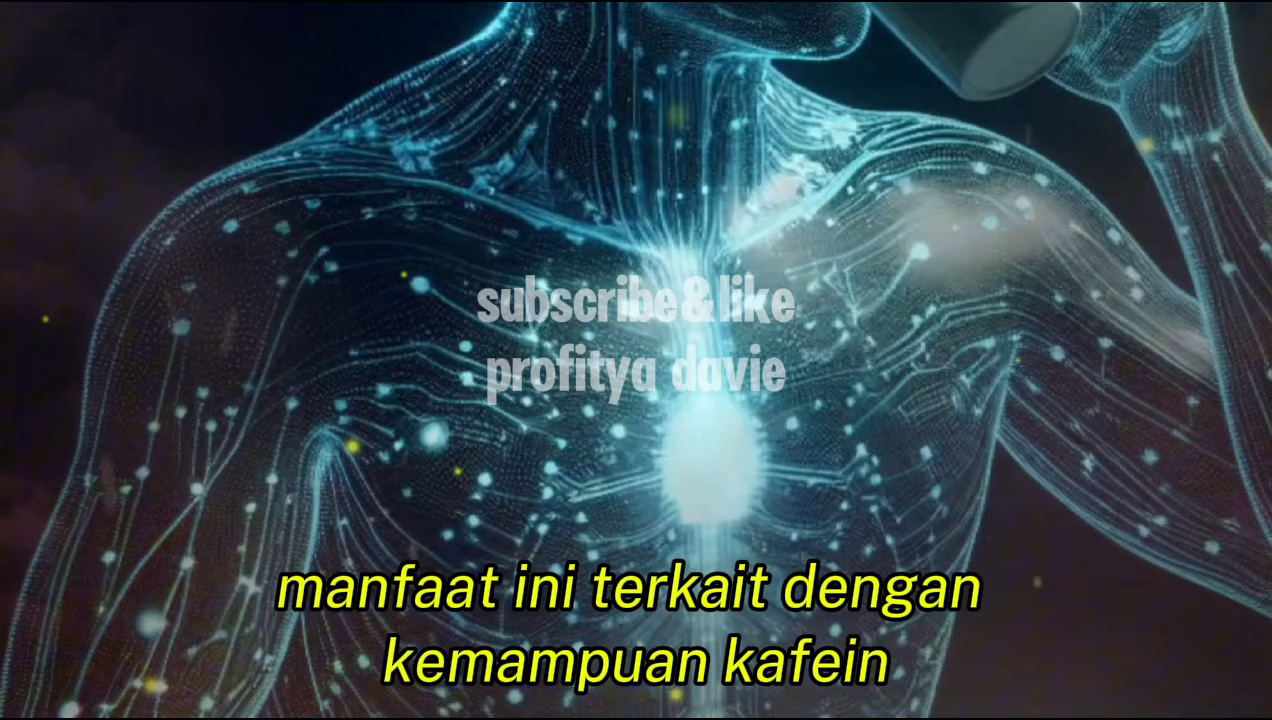 subscribe&like
profitya davie
manfaat ini terkait dengan
kemampuan kafein